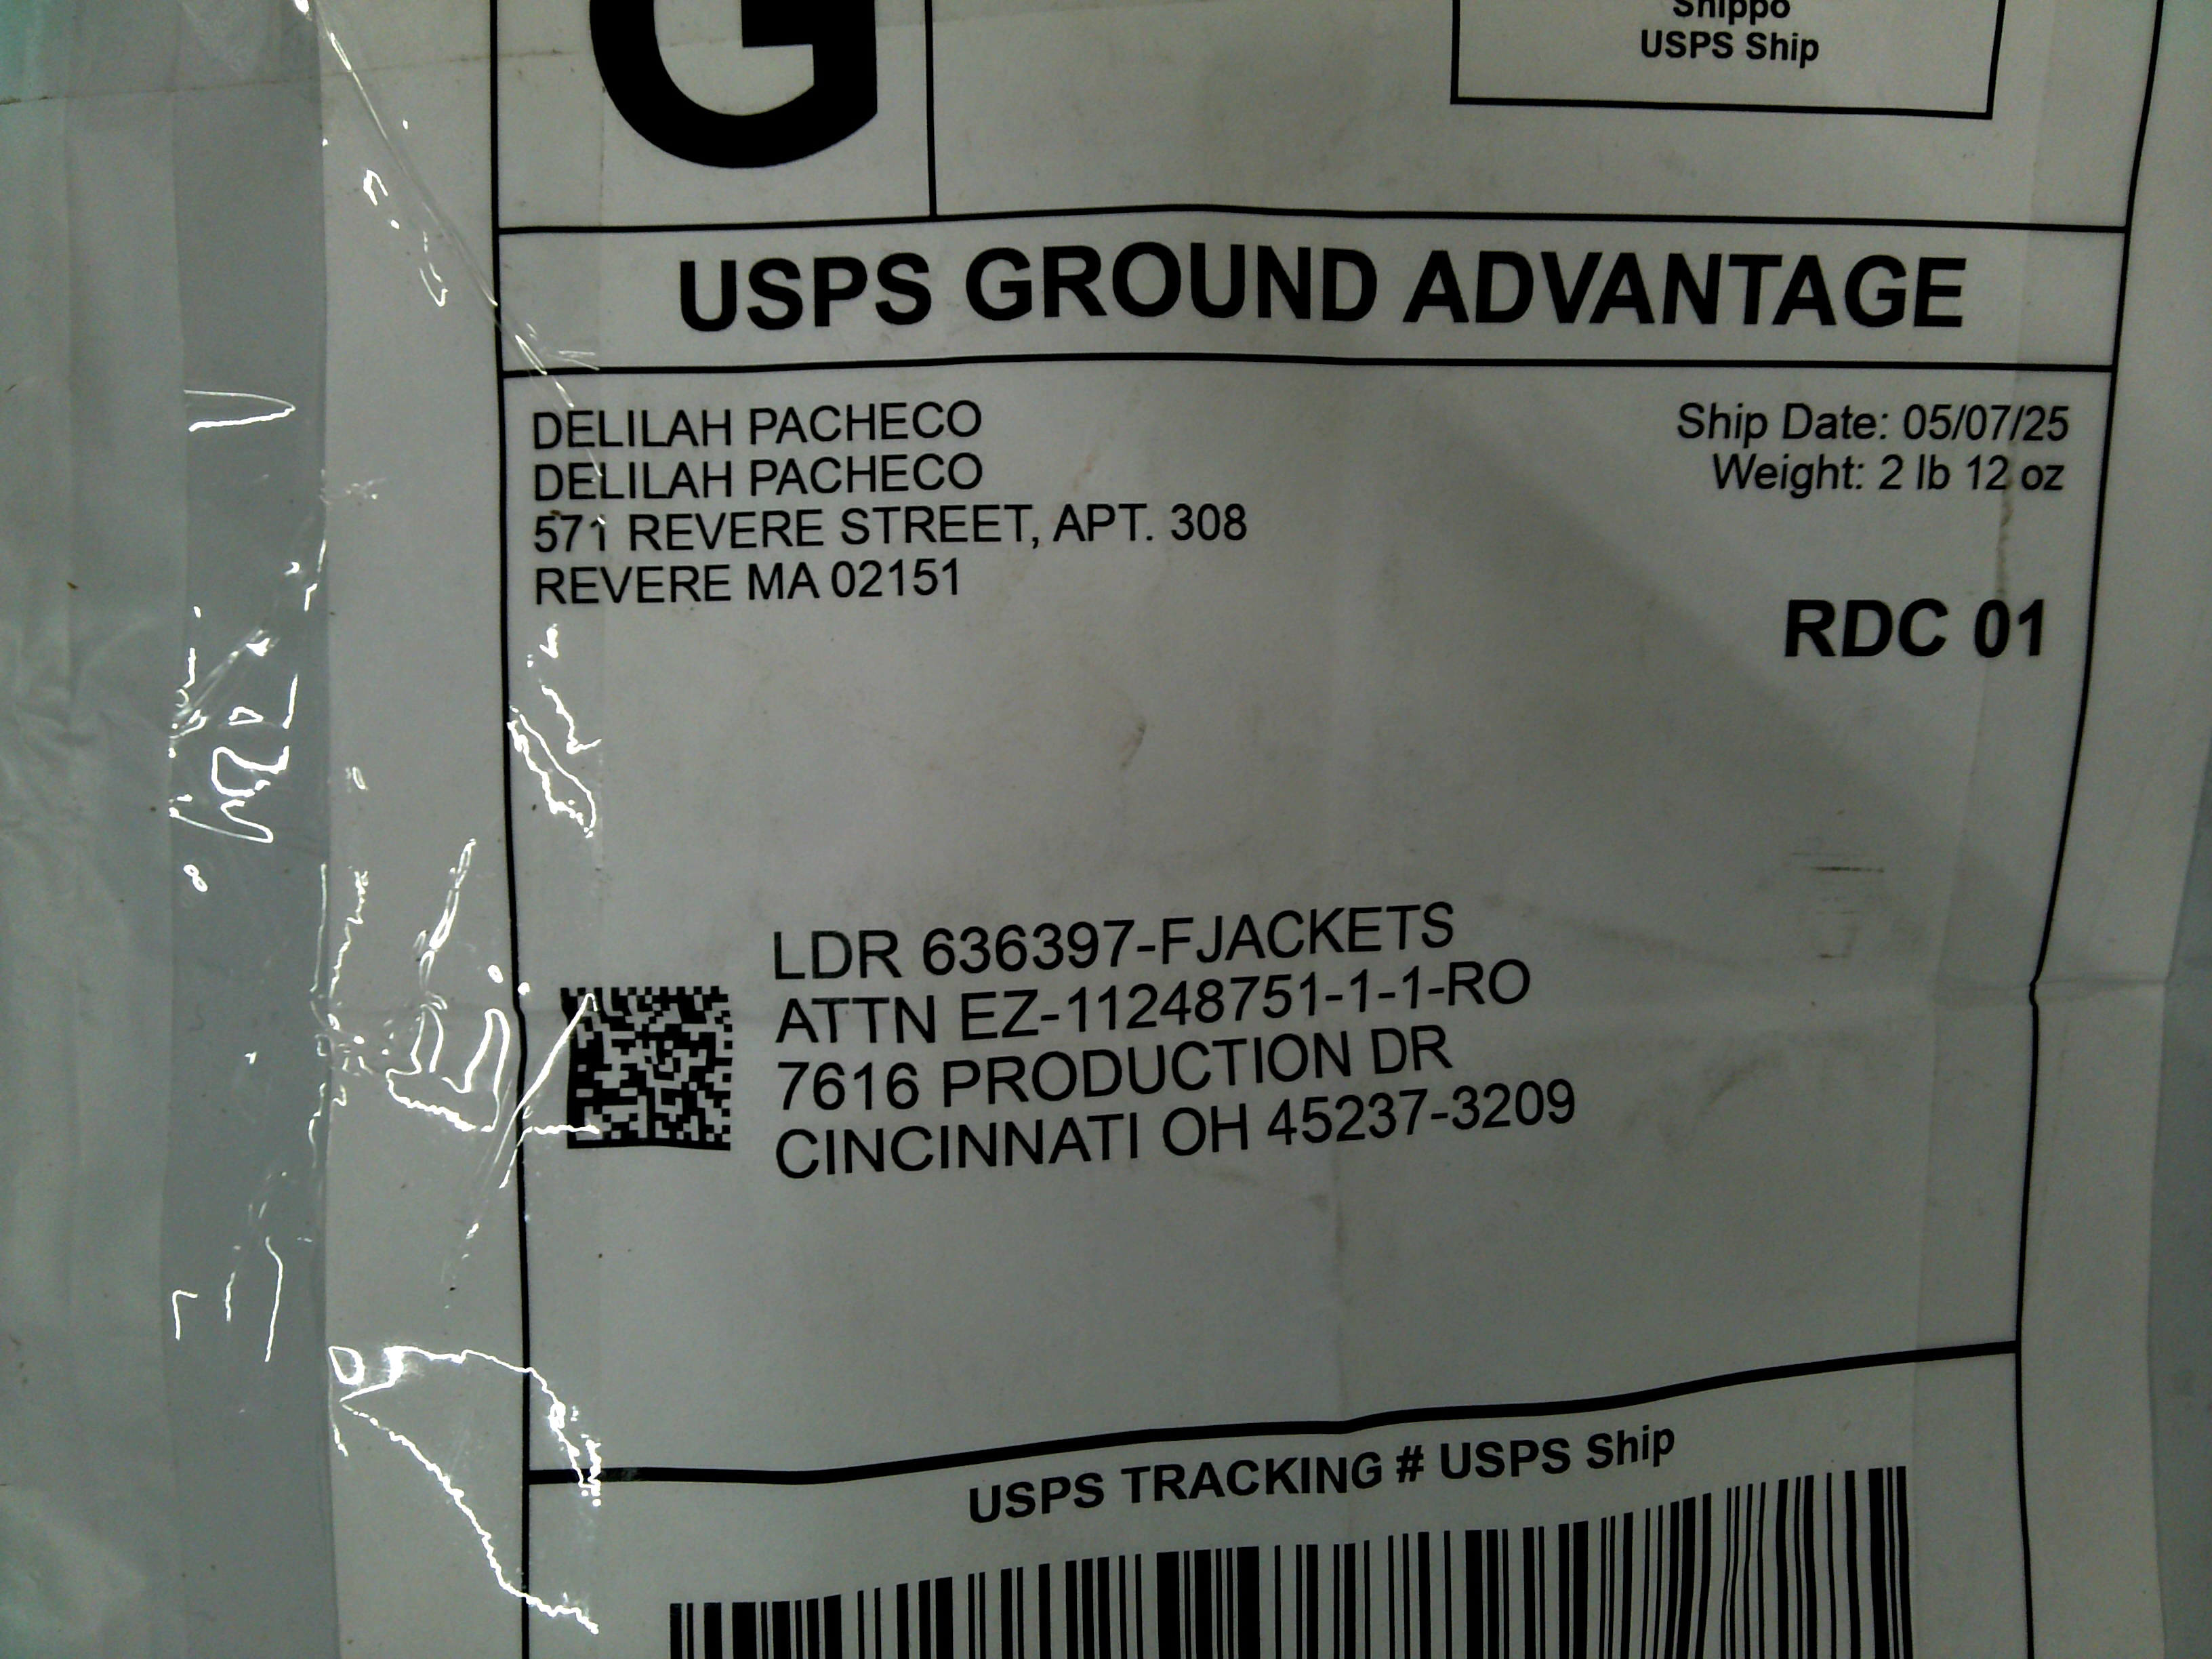 G
Shippo
USPS Ship
USPS GROUND ADVANTAGE
DELILAH PACHECO
DELILAH PACHECO
571 REVERE STREET, APT. 308
REVERE MA 02151
Ship Date: 05/07/25
Weight: 2 lb 12 oz
RDC 01
LDR 636397-FJACKETS
ATTN EZ-11248751-1-1-RO
7616 PRODUCTION DR
CINCINNATI OH 45237-3209
USPS TRACKING # USPS Ship